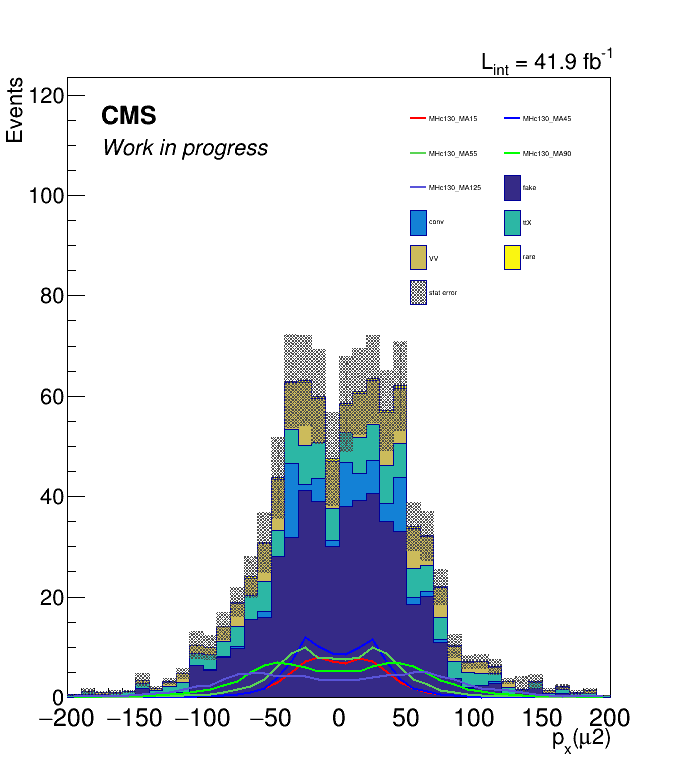 L_int = 41.9 fb^-1
Events
CMS
Work in progress
MHc130_MA15
MHc130_MA45
MHc130_MA55
MHc130_MA90
MHc130_MA125
fake
conv
ttX
VV
rare
stat error
120
100
80
60
40
20
0
−200 −150 −100 −50 0 50 100 150 200
p_x(μ2)